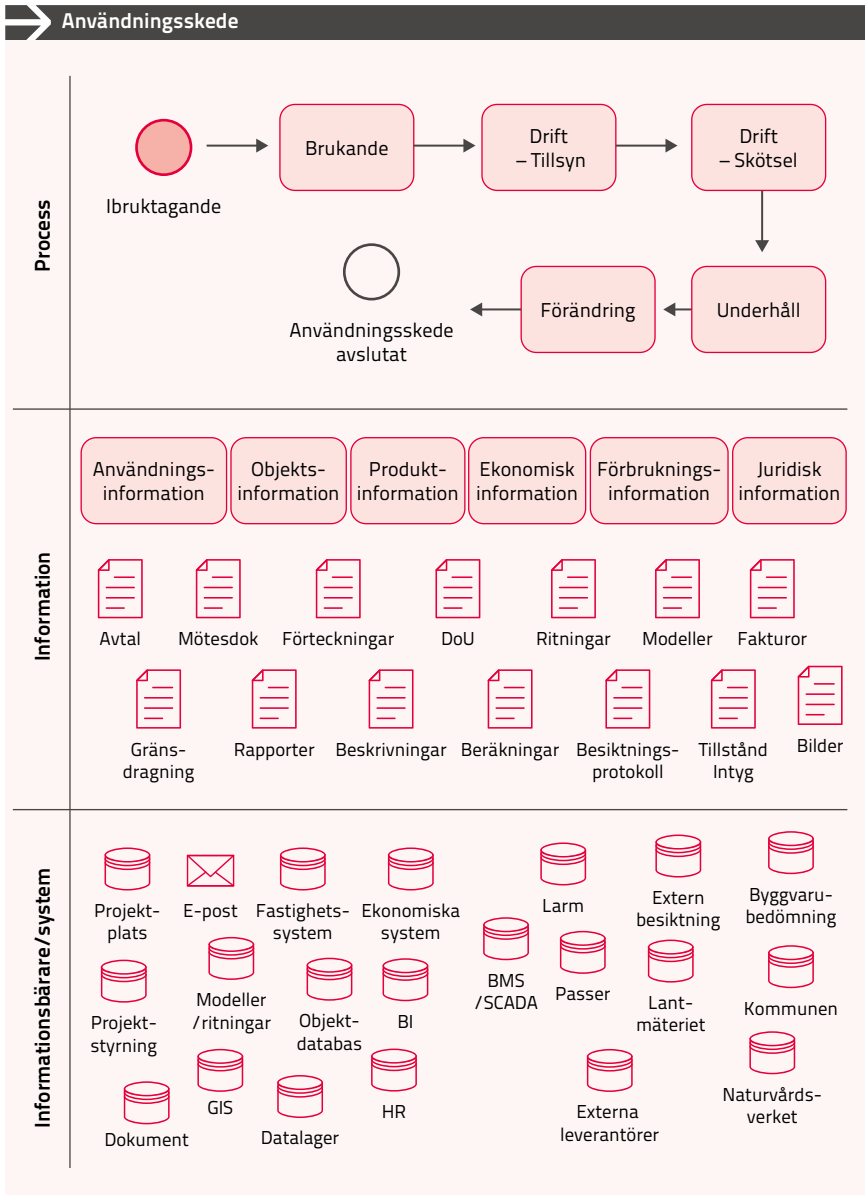 Användningsskede
Process
Ibruktagande
Brukande
Drift
– Tillsyn
Drift
– Skötsel
Användningsskede
avslutat
Förändring
Underhåll
Information
Användnings-
information
Objekts-
information
Produkt-
information
Ekonomisk
information
Förbruknings-
information
Juridisk
information
Avtal
Mötesdok
Förteckningar
DoU
Ritningar
Modeller
Fakturor
Gräns-
dragning
Rapporter
Beskrivningar
Beräkningar
Besiktnings-
protokoll
Tillstånd
Intyg
Bilder
Informationsbärare/system
Projekt-
plats
E-post
Fastighets-
system
Ekonomiska
system
Larm
Extern
besiktning
Byggvaru-
bedömning
Projekt-
styrning
Modeller
/ritningar
Objekt-
databas
BI
BMS
/SCADA
Passer
Lant-
mäteriet
Kommunen
Dokument
GIS
Datalager
HR
Externa
leverantörer
Naturvårds-
verket